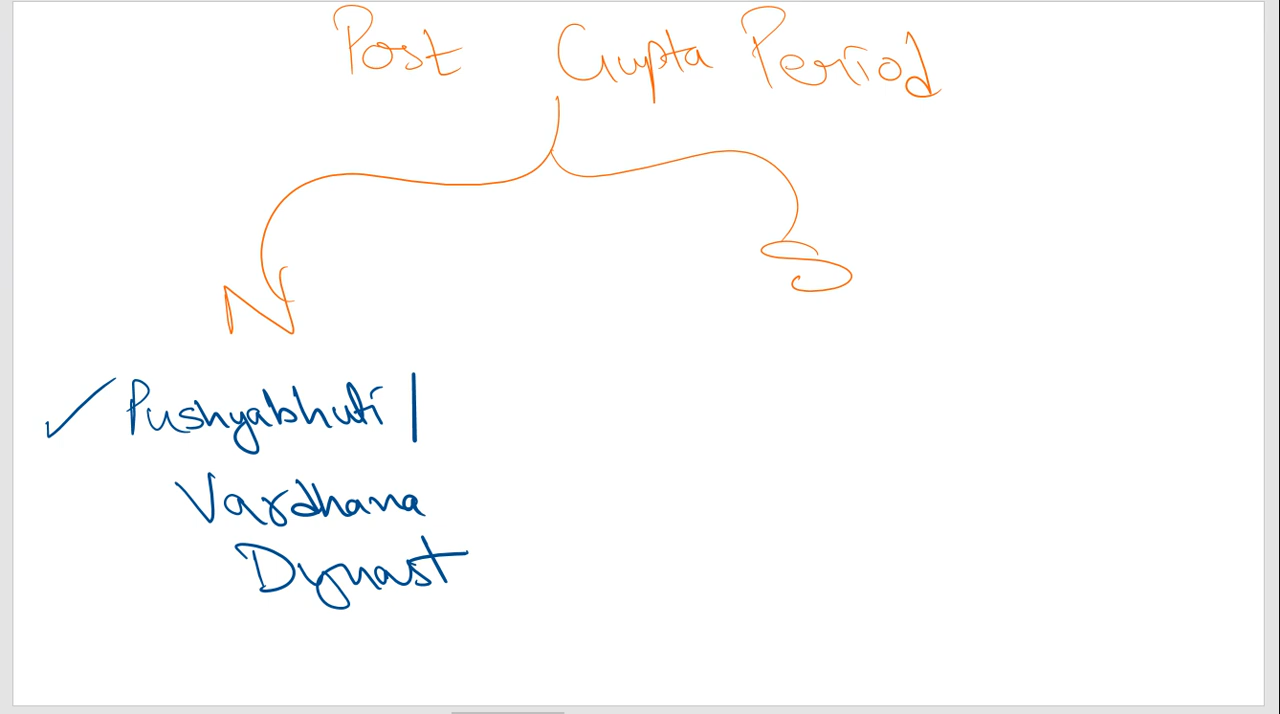 Post Gupta Period
N S
Pushyabhuti |
Vardhana
Dynast